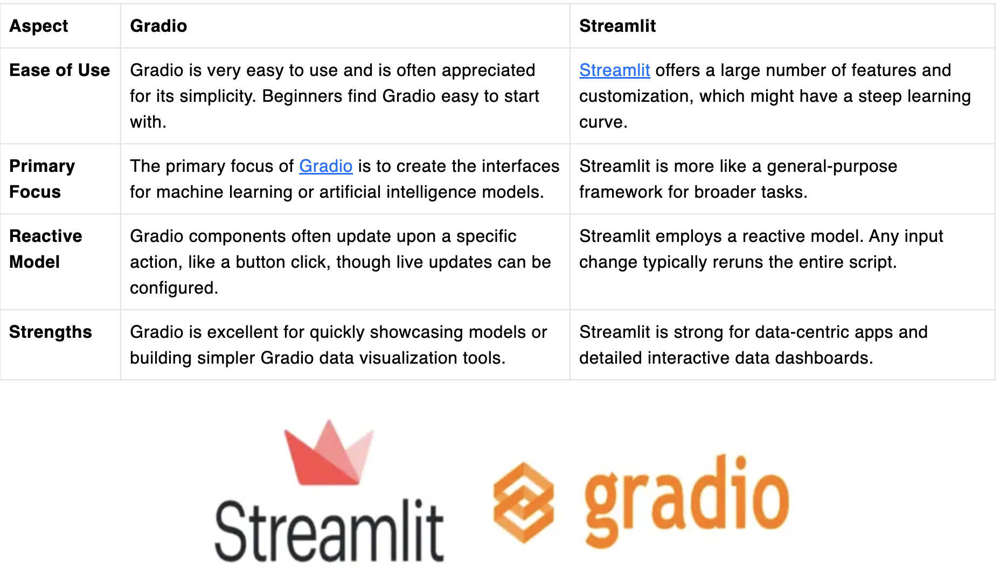 Aspect
Gradio
Streamlit
Ease of Use
Gradio is very easy to use and is often appreciated
for its simplicity. Beginners find Gradio easy to start
with.
Streamlit offers a large number of features and
customization, which might have a steep learning
curve.
Primary
Focus
The primary focus of Gradio is to create the interfaces
for machine learning or artificial intelligence models.
Streamlit is more like a general-purpose
framework for broader tasks.
Reactive
Model
Gradio components often update upon a specific
action, like a button click, though live updates can be
configured.
Streamlit employs a reactive model. Any input
change typically reruns the entire script.
Strengths
Gradio is excellent for quickly showcasing models or
building simpler Gradio data visualization tools.
Streamlit is strong for data-centric apps and
detailed interactive data dashboards.
Streamlit
gradio